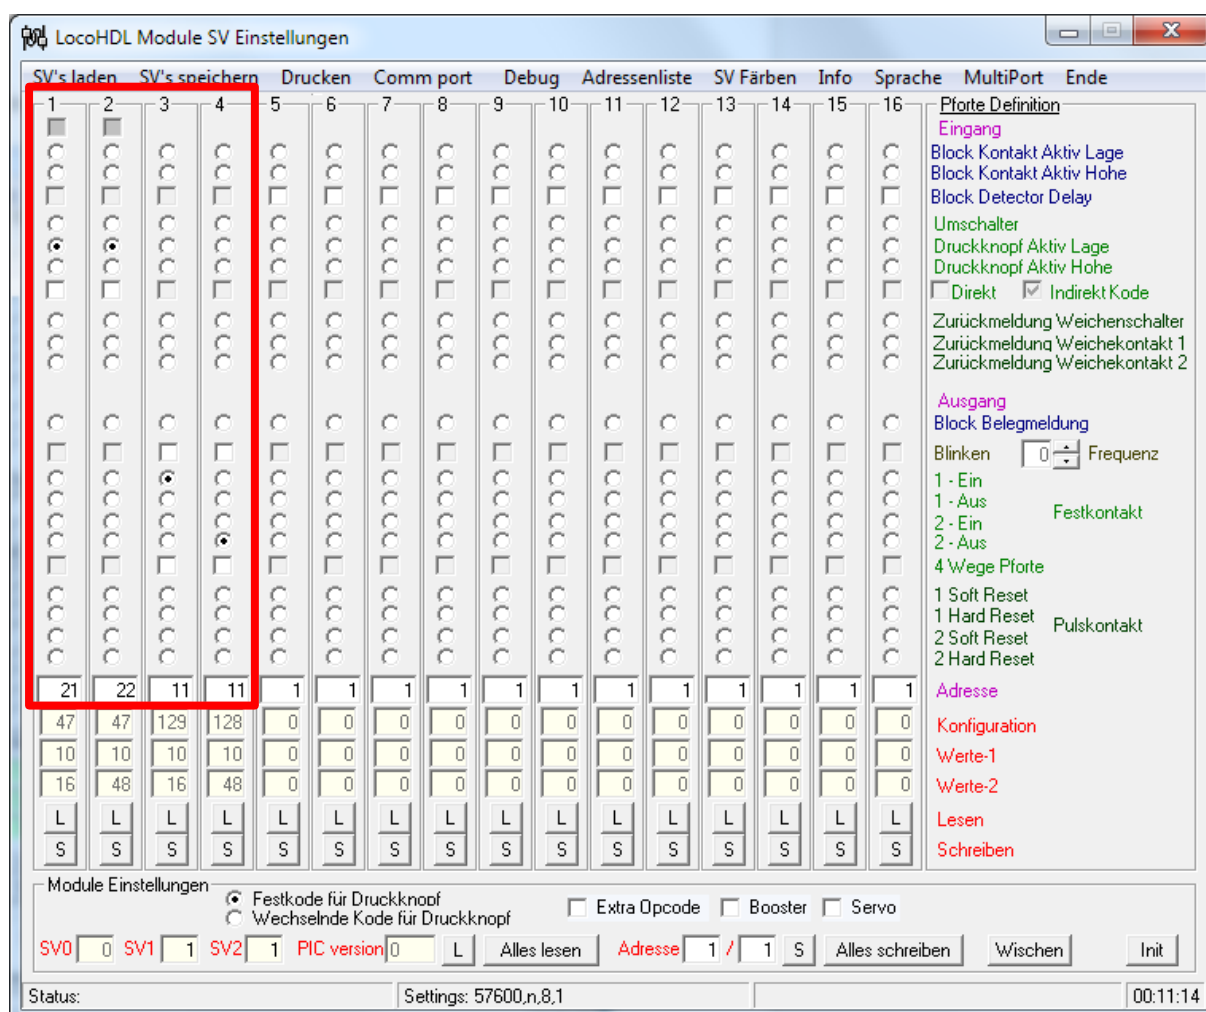 LocoHDL Module SV Einstellungen
SV's laden SV's speichern Drucken Comm port Debug Adressenliste SV Färben Info Sprache MultiPort Ende
1 2 3 4 5 6 7 8 9 10 11 12 13 14 15 16 Pforte Definition
Eingang
Block Kontakt Aktiv Lage
Block Kontakt Aktiv Hohe
Block Detector Delay
Umschalter
Druckknopf Aktiv Lage
Druckknopf Aktiv Hohe
Direkt Indirekt Kode
Zurückmeldung Weichenschalter
Zurückmeldung Weichekontakt 1
Zurückmeldung Weichekontakt 2
Ausgang
Block Belegmeldung
Blinken 0 Frequenz
1 - Ein
1 - Aus
Festkontakt
2 - Ein
2 - Aus
4 Wege Pforte
1 Soft Reset
1 Hard Reset
Pulskontakt
2 Soft Reset
2 Hard Reset
21 22 11 11 1 1 1 1 1 1 1 1 1 1 1 1 Adresse
47 47 129 128 0 0 0 0 0 0 0 0 0 0 0 0 Konfiguration
10 10 10 10 0 0 0 0 0 0 0 0 0 0 0 0 Werte-1
16 48 16 48 0 0 0 0 0 0 0 0 0 0 0 0 Werte-2
L L L L L L L L L L L L L L L L Lesen
S S S S S S S S S S S S S S S S Schreiben
Module Einstellungen
Festkode für Druckknopf
Wechselnde Kode für Druckknopf
Extra Opcode Booster Servo
SV0 0 SV1 1 SV2 1 PIC version 0 L Alles lesen Adresse 1 / 1 S Alles schreiben Wischen Init
Status: Settings: 57600,n,8,1 00:11:14